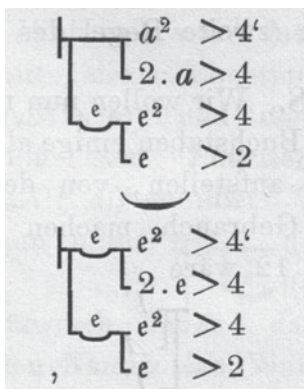 a² > 4‘
2. a > 4
𝔢 𝔢² > 4
𝔢 > 2
𝔢 𝔢² > 4‘
2. 𝔢 > 4
𝔢 𝔢² > 4
, 𝔢 > 2